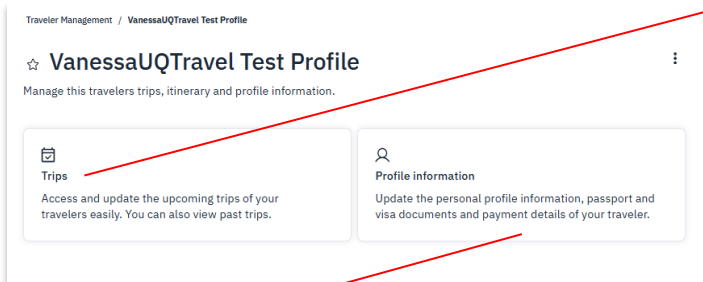 Traveler Management / VanessaUQTravel Test Profile
VanessaUQTravel Test Profile
Manage this travelers trips, itinerary and profile information.
Trips
Access and update the upcoming trips of your
travelers easily. You can also view past trips.
Profile information
Update the personal profile information, passport and
visa documents and payment details of your traveler.